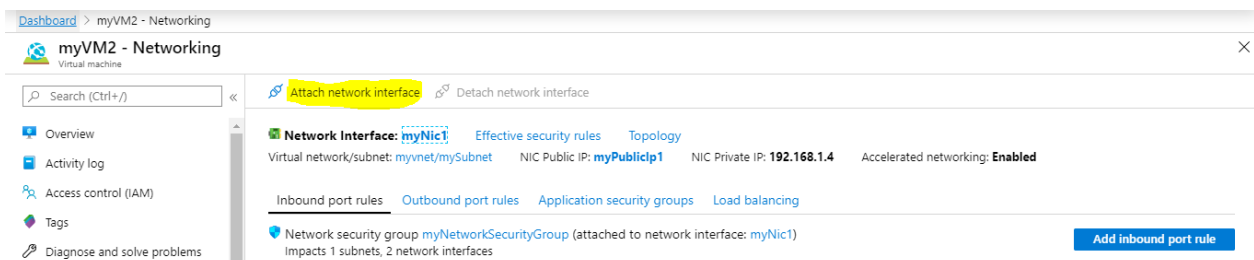 Dashboard > myVM2 - Networking
myVM2 - Networking
Virtual machine
Search (Ctrl+/)
«
Attach network interface Detach network interface
Overview
Activity log
Access control (IAM)
Tags
Diagnose and solve problems
Network Interface: myNic1 Effective security rules Topology
Virtual network/subnet: myvnet/mySubnet NIC Public IP: myPublicIp1 NIC Private IP: 192.168.1.4 Accelerated networking: Enabled
Inbound port rules Outbound port rules Application security groups Load balancing
Network security group myNetworkSecurityGroup (attached to network interface: myNic1)
Impacts 1 subnets, 2 network interfaces
Add inbound port rule